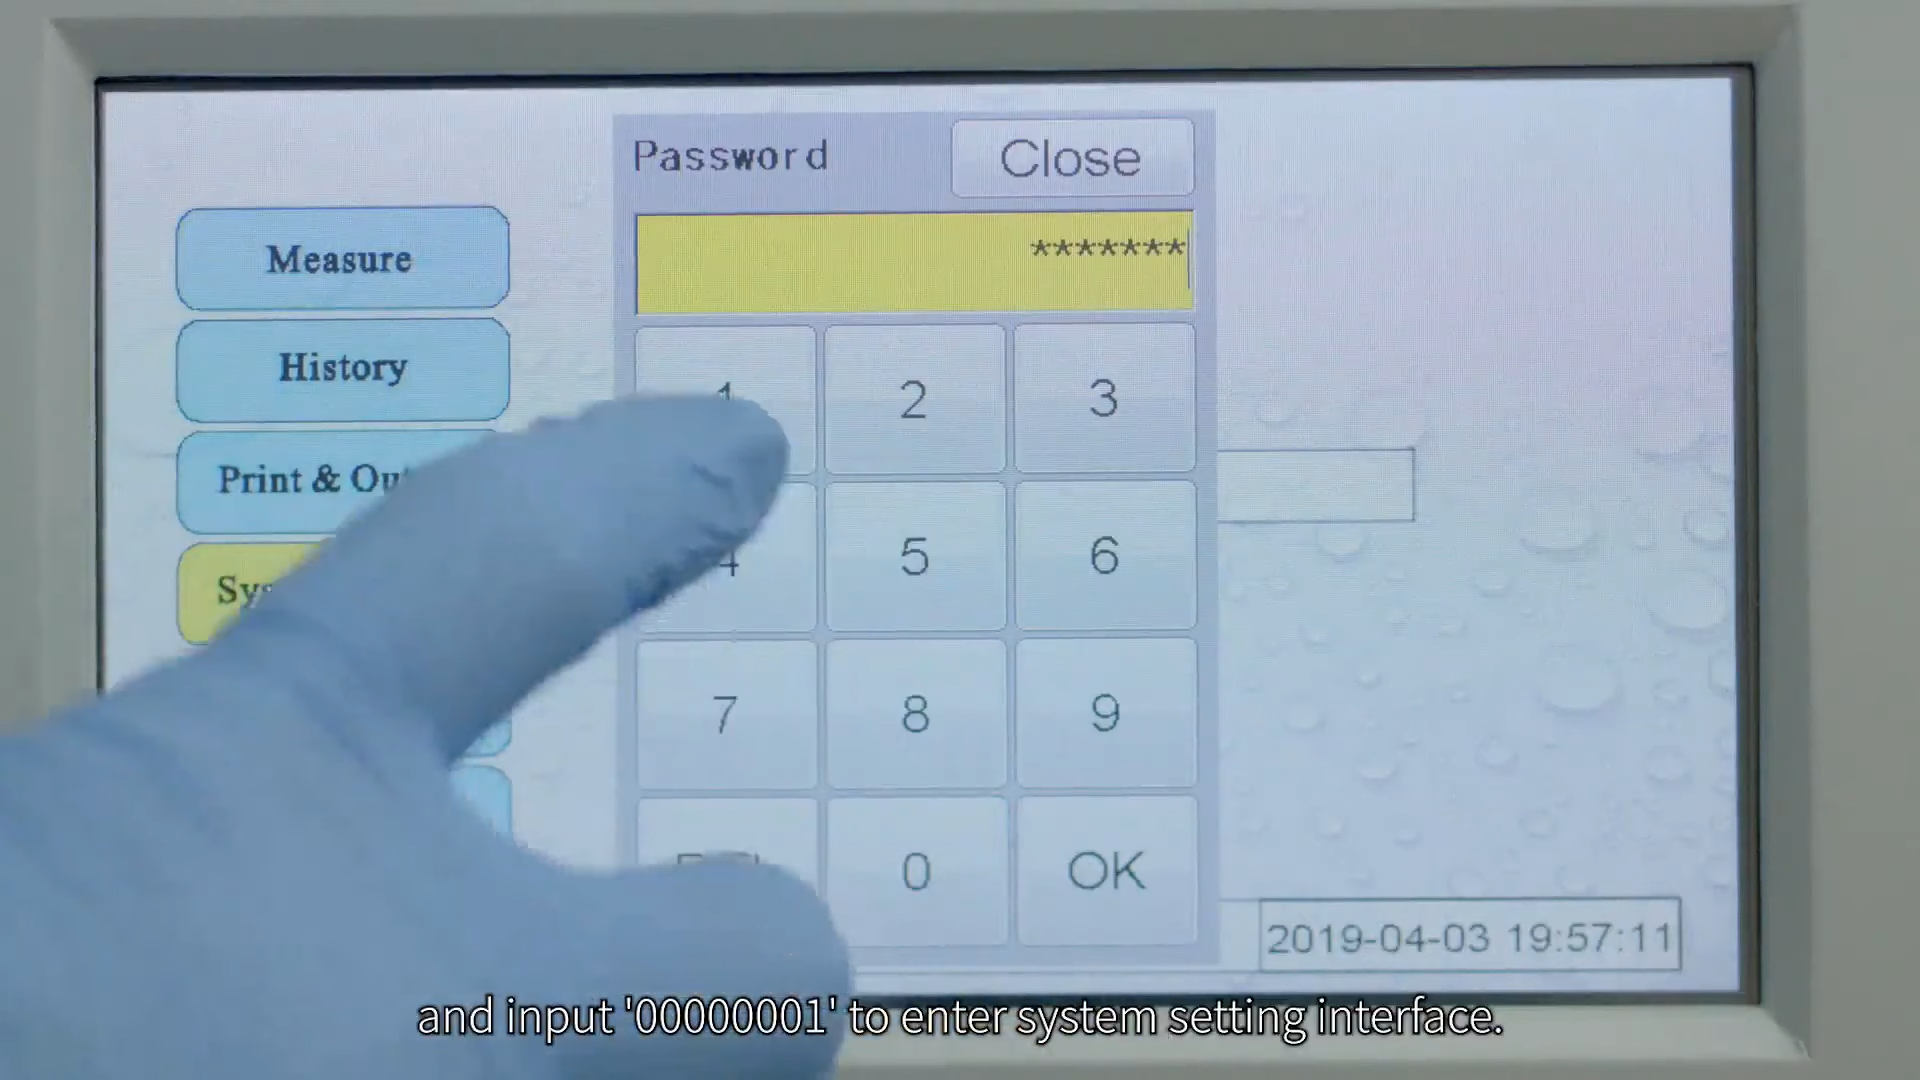 Password
Close
*******
Measure
History
Print & Ou
Sys
1
2
3
4
5
6
7
8
9
0
OK
2019-04-03 19:57:11
and input '00000001' to enter system setting interface.